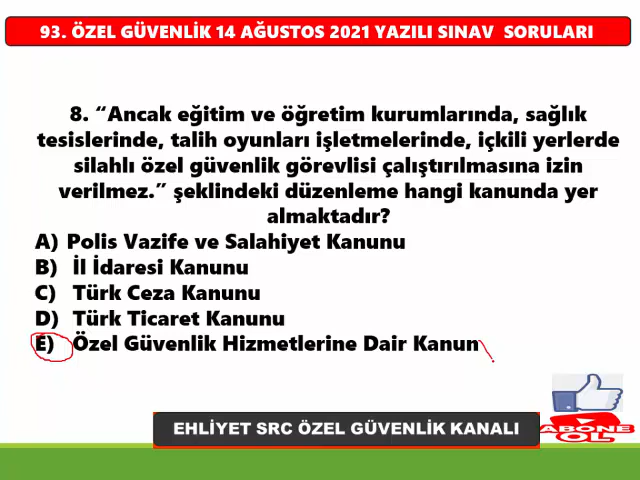 93. ÖZEL GÜVENLİK 14 AĞUSTOS 2021 YAZILI SINAV SORULARI
8. “Ancak eğitim ve öğretim kurumlarında, sağlık
tesislerinde, talih oyunları işletmelerinde, içkili yerlerde
silahlı özel güvenlik görevlisi çalıştırılmasına izin
verilmez.” şeklindeki düzenleme hangi kanunda yer
almaktadır?
A) Polis Vazife ve Salahiyet Kanunu
B) İl İdaresi Kanunu
C) Türk Ceza Kanunu
D) Türk Ticaret Kanunu
E) Özel Güvenlik Hizmetlerine Dair Kanun
EHLİYET SRC ÖZEL GÜVENLİK KANALI
ABONE
OL